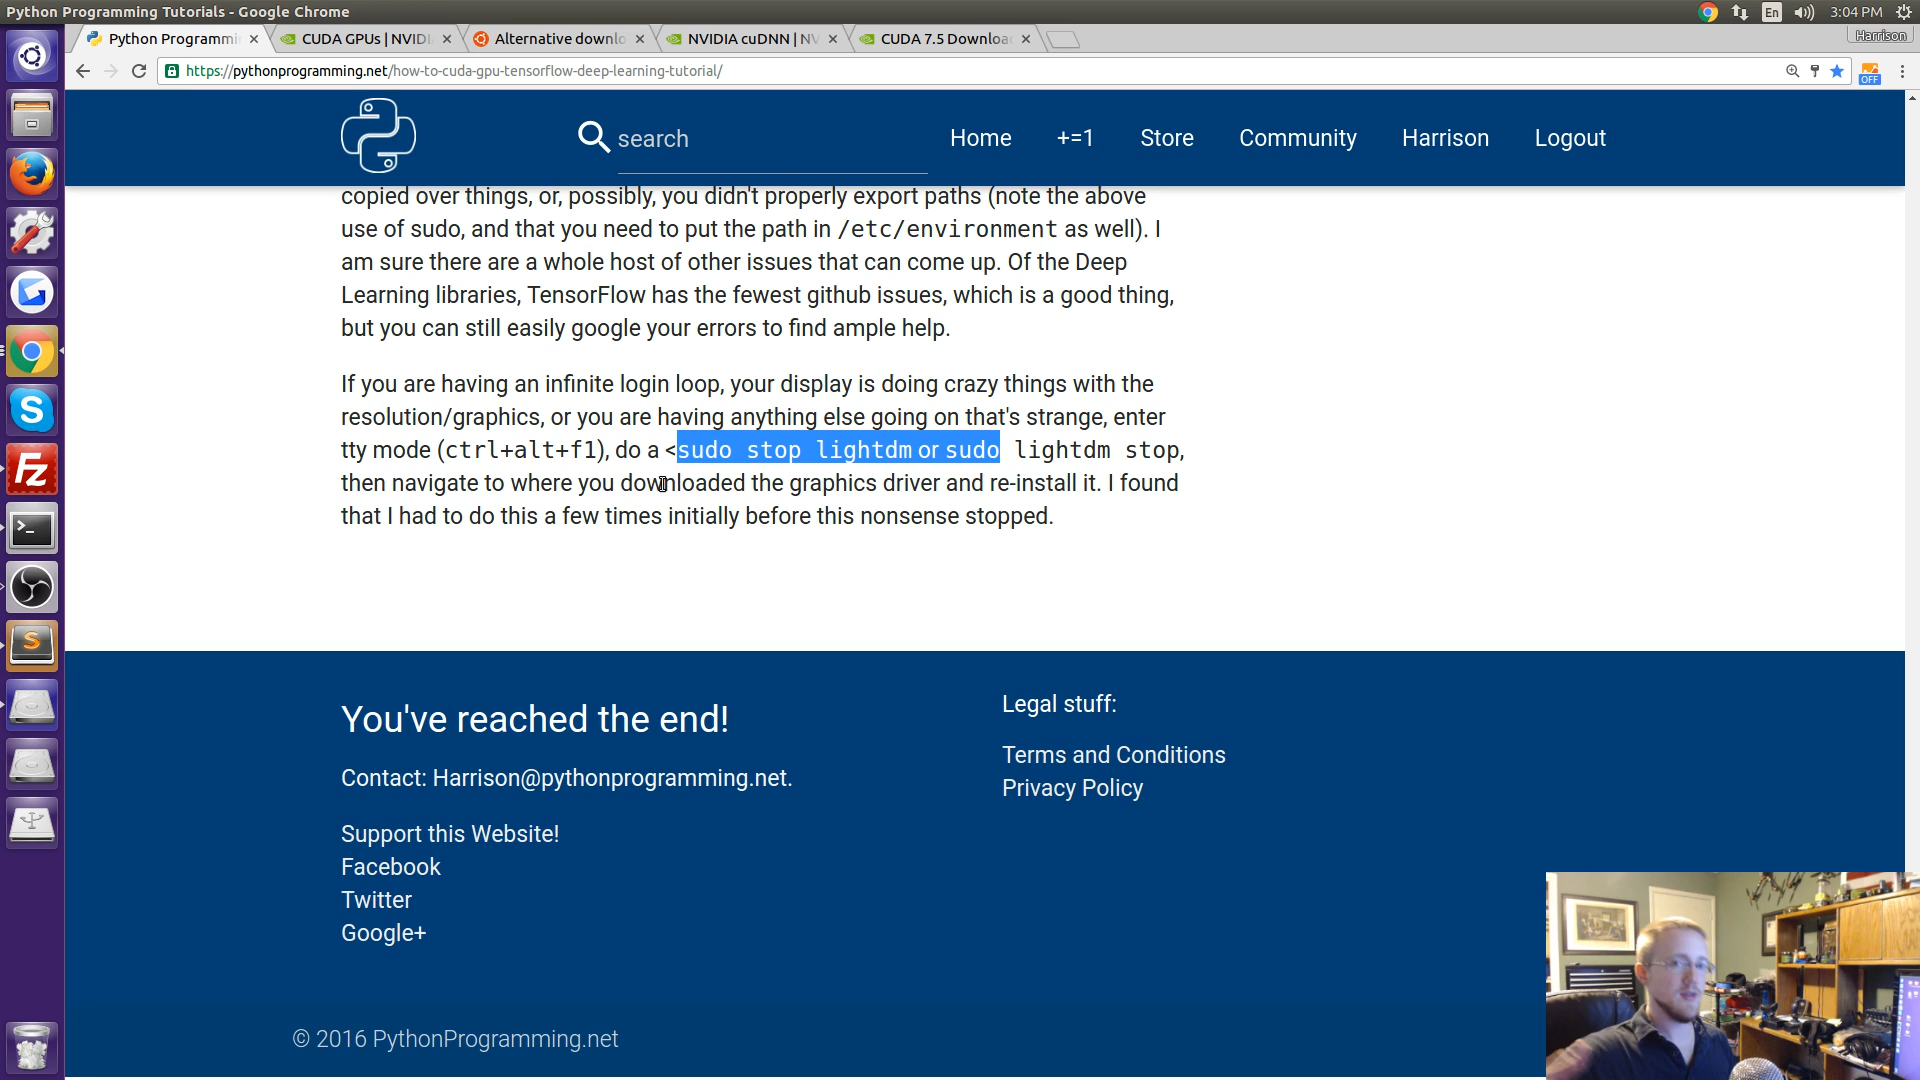 Python Programming Tutorials - Google Chrome
En
3:04 PM
Python Programmi
CUDA GPUs | NVIDI
Alternative downlo
NVIDIA cuDNN | NV
CUDA 7.5 Downloa
Harrison
https://pythonprogramming.net/how-to-cuda-gpu-tensorflow-deep-learning-tutorial/
OFF
search
Home
+=1
Store
Community
Harrison
Logout
copied over things, or, possibly, you didn't properly export paths (note the above
use of sudo, and that you need to put the path in /etc/environment as well). I
am sure there are a whole host of other issues that can come up. Of the Deep
Learning libraries, TensorFlow has the fewest github issues, which is a good thing,
but you can still easily google your errors to find ample help.
If you are having an infinite login loop, your display is doing crazy things with the
resolution/graphics, or you are having anything else going on that's strange, enter
tty mode (ctrl+alt+f1), do a <sudo stop lightdm or sudo lightdm stop,
then navigate to where you downloaded the graphics driver and re-install it. I found
that I had to do this a few times initially before this nonsense stopped.
You've reached the end!
Contact: Harrison@pythonprogramming.net.
Support this Website!
Facebook
Twitter
Google+
Legal stuff:
Terms and Conditions
Privacy Policy
© 2016 PythonProgramming.net